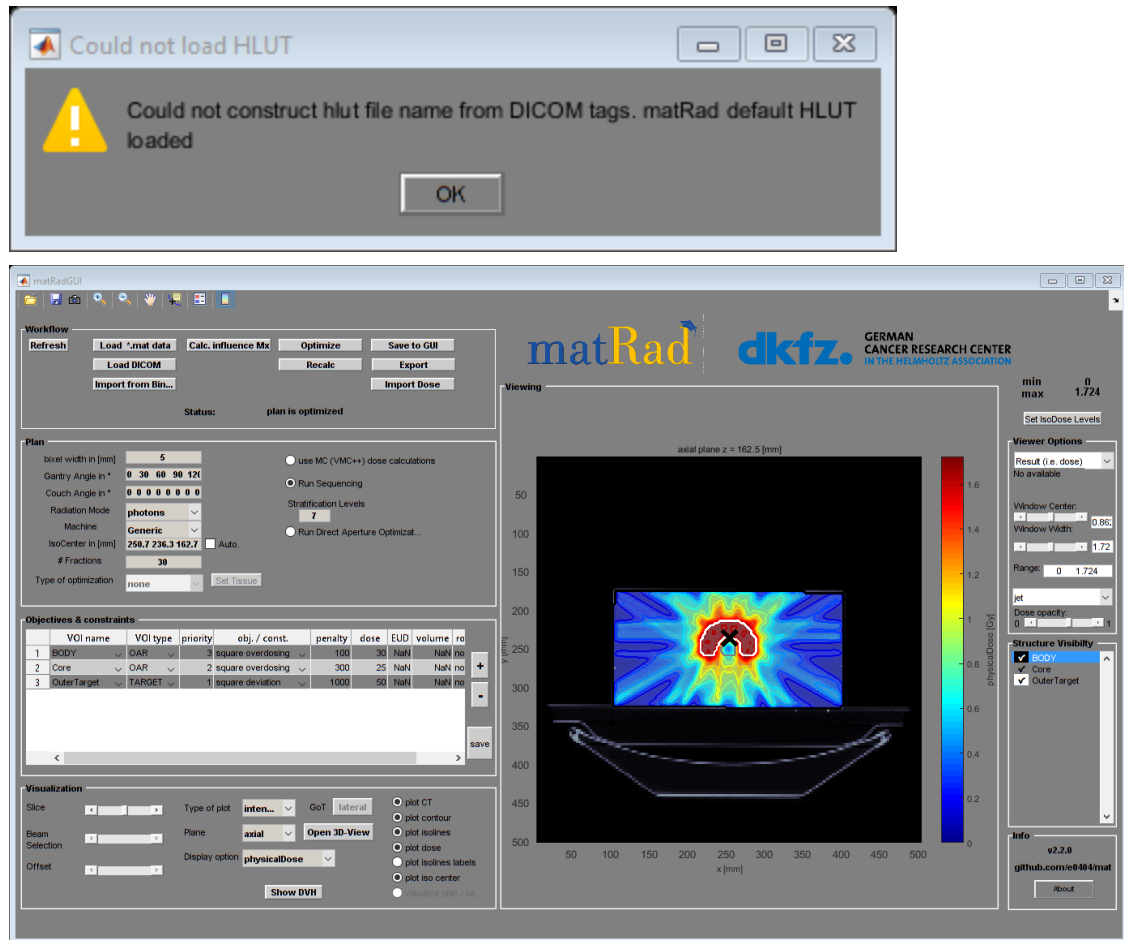 Could not load HLUT
Could not construct hlut file name from DICOM tags. matRad default HLUT
loaded
OK
matRadGUI
Workflow
Refresh Load *.mat data Calc. influence Mx Optimize Save to GUI
Load DICOM Recalc Export
Import from Bin... Import Dose
Status: plan is optimized
matRad dkfz. GERMAN
CANCER RESEARCH CENTER
IN THE HELMHOLTZ ASSOCIATION
min 0
max 1.724
Set IsoDose Levels
Plan
bixel width in [mm] 5
Gantry Angle in ° 0 30 60 90 12(
Couch Angle in ° 0 0 0 0 0 0 0 0
Radiation Mode photons
Machine Generic
IsoCenter in [mm] 250.7 236.3 162.7 Auto.
# Fractions 30
Type of optimization none Set Tissue
use MC (VMC++) dose calculations
Run Sequencing
Stratification Levels
7
Run Direct Aperture Optimizat...
Objectives & constraints
VOI name VOI type priority obj. / const. penalty dose EUD volume ro
1 BODY OAR 3 square overdosing 100 30 NaN NaN no
2 Core OAR 2 square overdosing 300 25 NaN NaN no
3 OuterTarget TARGET 1 square deviation 1000 50 NaN NaN no
+
-
save
Visualization
Slice
Beam
Selection
Offset
Type of plot inten...
GoT lateral
Plane axial Open 3D-View
Display option physicalDose
Show DVH
plot CT
plot contour
plot isolines
plot dose
plot isolines labels
plot iso center
visualize plan / be...
Viewing
axial plane z = 162.5 [mm]
50
100
150
200
250
300
350
400
450
500
y [mm]
50 100 150 200 250 300 350 400 450 500
x [mm]
1.6
1.4
1.2
1
0.8
0.6
0.4
0.2
0
physicalDose [Gy]
Viewer Options
Result (i.e. dose)
No available
Window Center:
0.862
Window Width:
1.72
Range: 0 1.724
jet
Dose opacity:
0 1
Structure Visibilty
BODY
Core
OuterTarget
Info
v2.2.0
github.com/e0404/mat
About